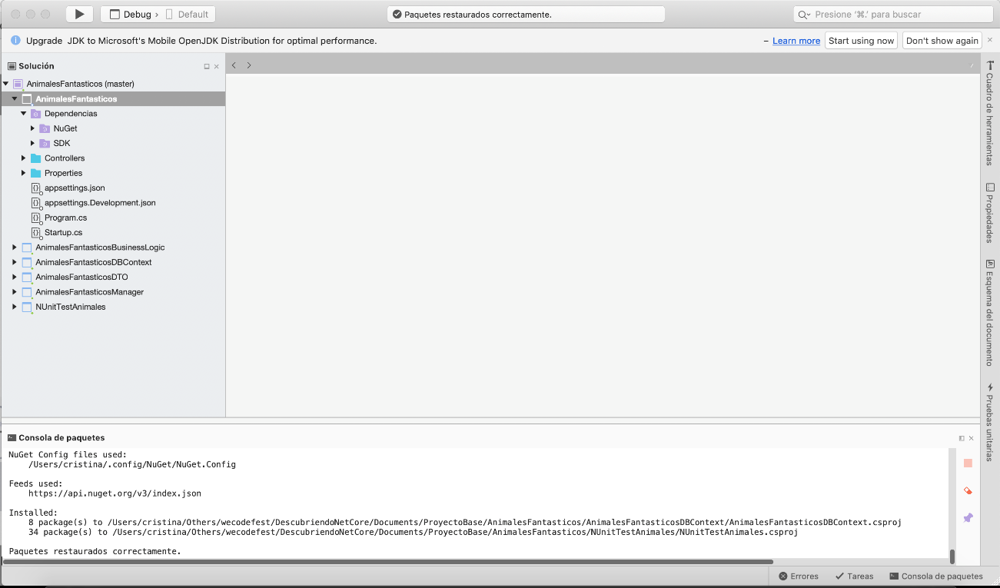 Debug › Default
Paquetes restaurados correctamente.
Presione '⌘.' para buscar
Upgrade JDK to Microsoft's Mobile OpenJDK Distribution for optimal performance.
– Learn more
Start using now
Don't show again
Solución
AnimalesFantasticos (master)
AnimalesFantasticos
Dependencias
NuGet
SDK
Controllers
Properties
appsettings.json
appsettings.Development.json
Program.cs
Startup.cs
AnimalesFantasticosBusinessLogic
AnimalesFantasticosDBContext
AnimalesFantasticosDTO
AnimalesFantasticosManager
NUnitTestAnimales
Cuadro de herramientas
Propiedades
Esquema del documento
Pruebas unitarias
Consola de paquetes
NuGet Config files used:
/Users/cristina/.config/NuGet/NuGet.Config
Feeds used:
https://api.nuget.org/v3/index.json
Installed:
8 package(s) to /Users/cristina/Others/wecodefest/DescubriendoNetCore/Documents/ProyectoBase/AnimalesFantasticos/AnimalesFantasticosDBContext/AnimalesFantasticosDBContext.csproj
34 package(s) to /Users/cristina/Others/wecodefest/DescubriendoNetCore/Documents/ProyectoBase/AnimalesFantasticos/NUnitTestAnimales/NUnitTestAnimales.csproj
Paquetes restaurados correctamente.
Errores
Tareas
Consola de paquetes